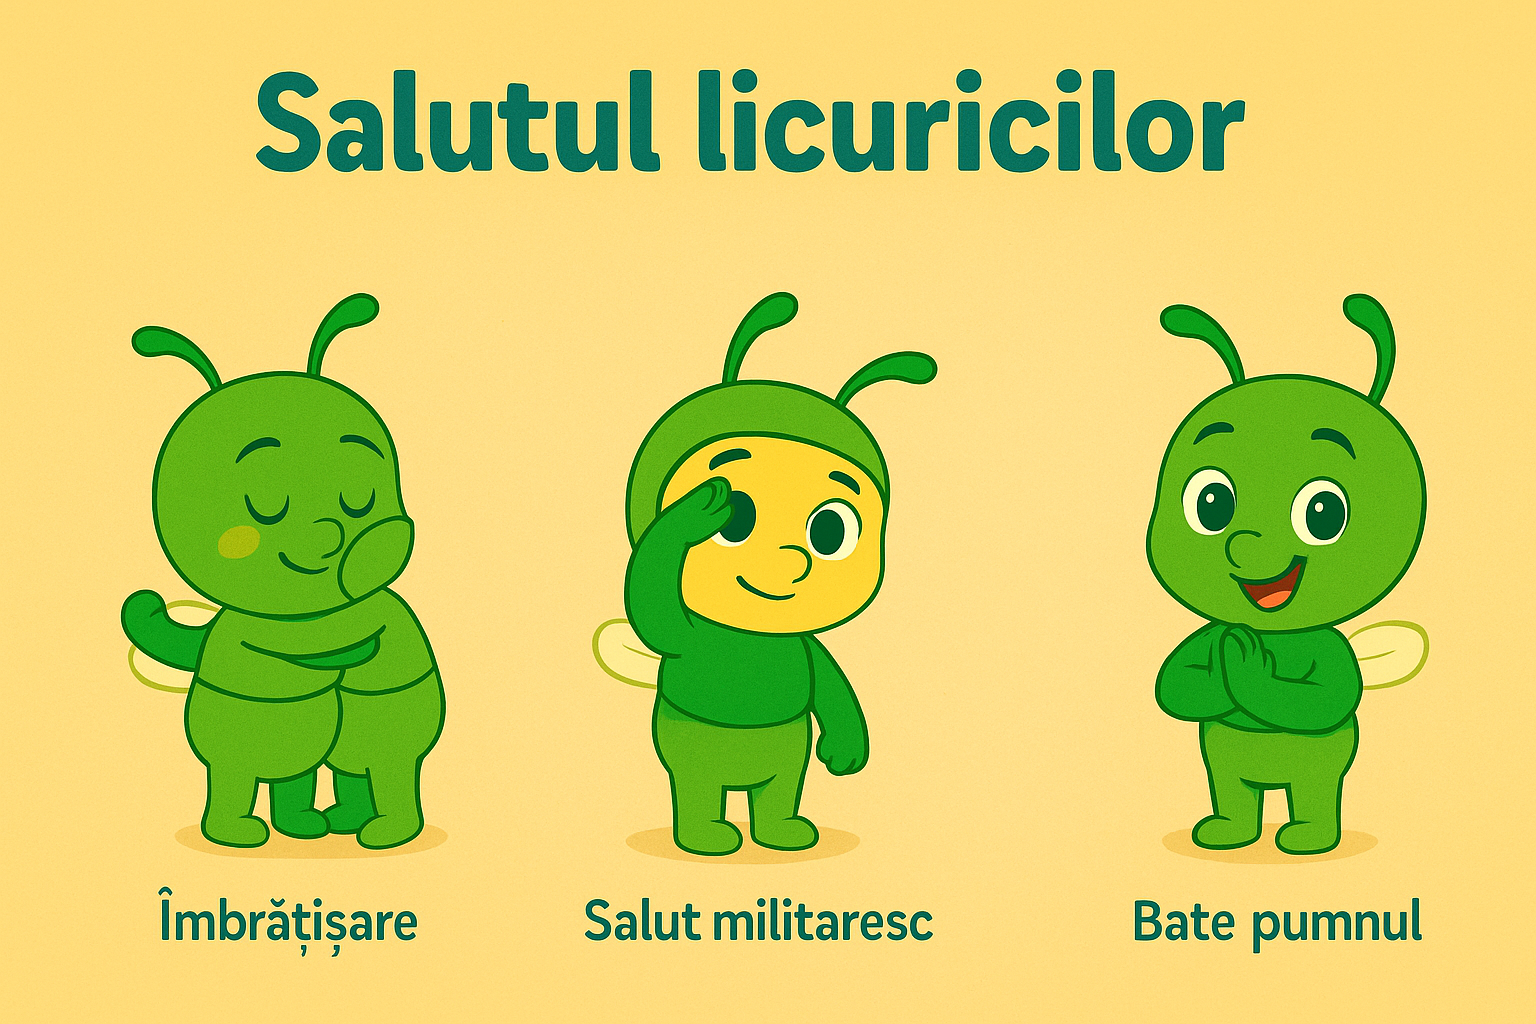 Salutul licuricilor
Îmbrățișare
Salut militaresc
Bate pumnul